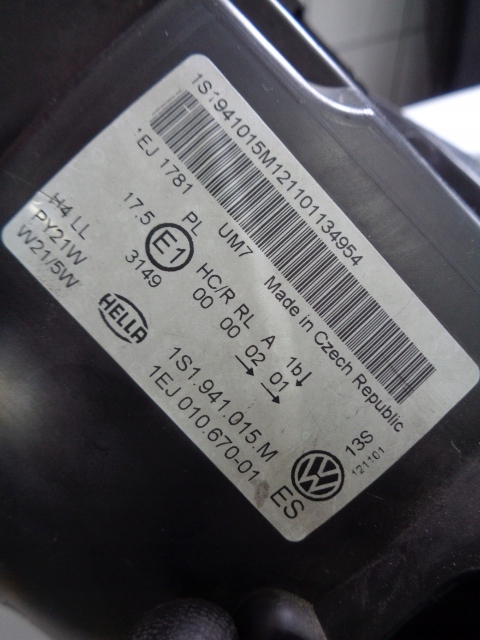 1S1941015M121101134954
1EJ 1781
Made in Czech Republic
H4 LL
PY21W
W21/5W
17.5
E1
3149
PL
UM7
HC/R RL A 1b↓
00 00 02 01
→ →
HELLA
1S1.941.015.M
1EJ 010.670-01
13S
121101
VW
ES